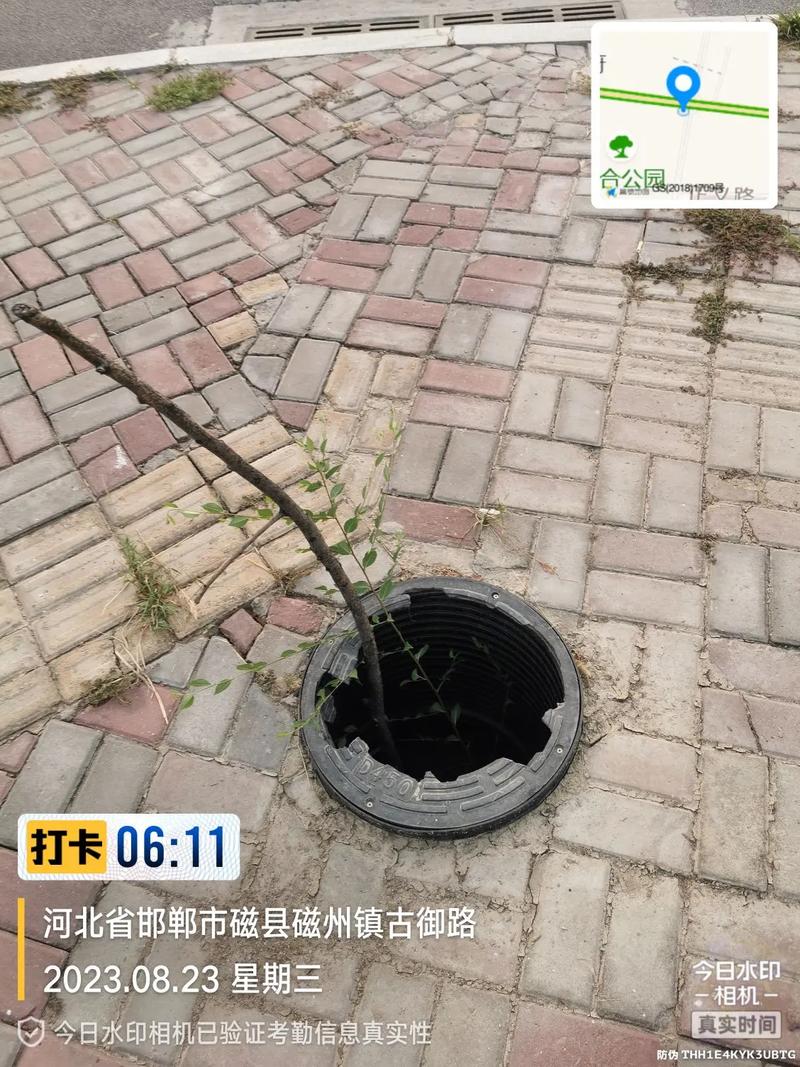 合公园
GS(2018)1709号
正义路
D450
打卡 06:11
河北省邯郸市磁县磁州镇古御路
2023.08.23 星期三
今日水印相机已验证考勤信息真实性
今日水印
相机
真实时间
防伪 THH1E4KYK3UBTG